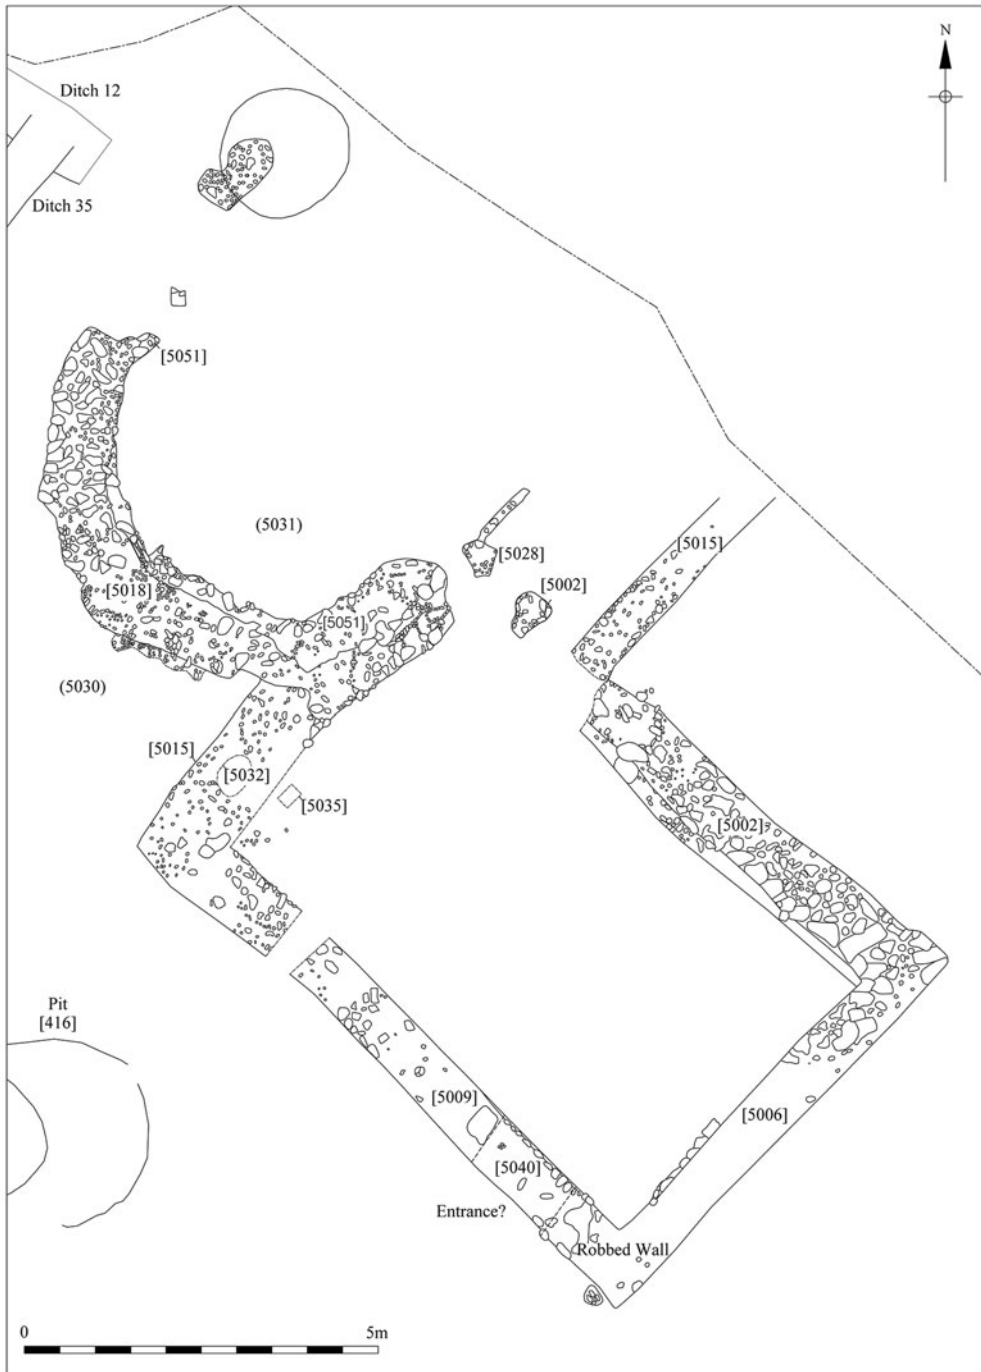 N
Ditch 12
Ditch 35
[5051]
(5031)
[5028]
[5015]
[5002]
[5018]
[5051]
(5030)
[5015]
[5032]
[5035]
[5002]
Pit
[416]
[5009]
[5006]
[5040]
Entrance?
Robbed Wall
0
5m